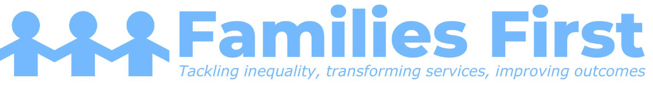 Families First
Tackling inequality, transforming services, improving outcomes